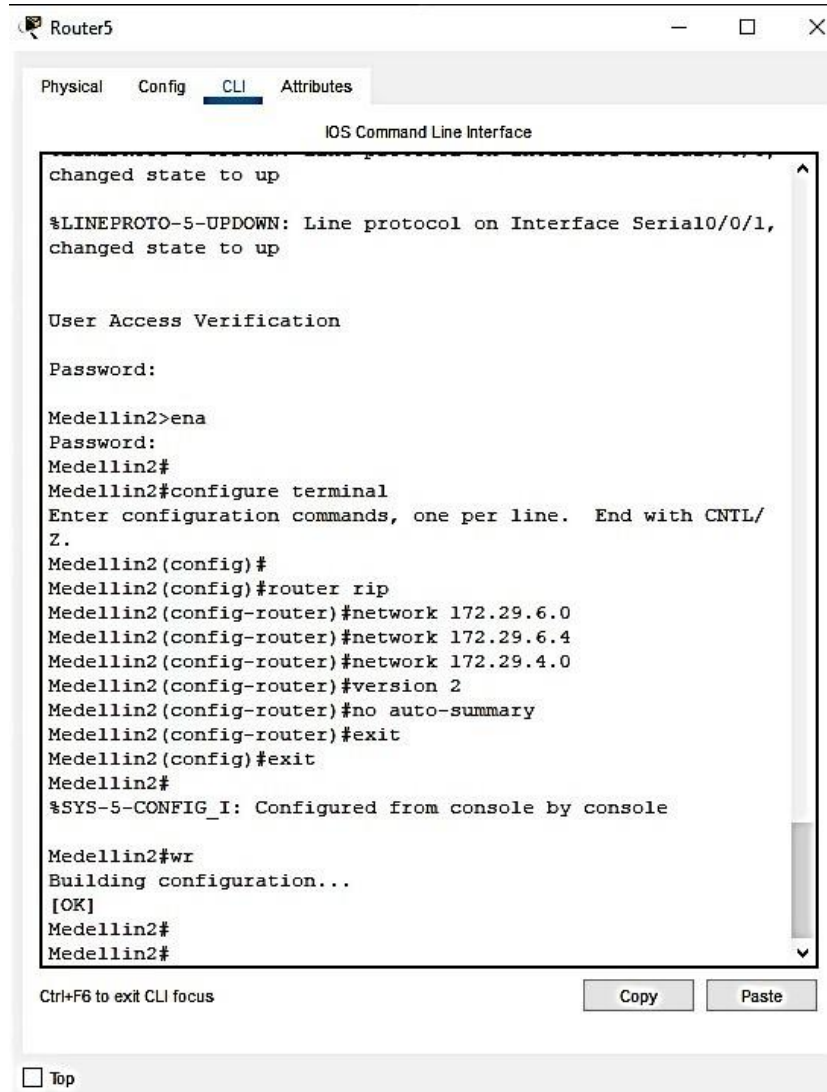 Router5
Physical Config CLI Attributes
IOS Command Line Interface
changed state to up
%LINEPROTO-5-UPDOWN: Line protocol on Interface Serial0/0/1,
changed state to up
User Access Verification
Password:
Medellin2>ena
Password:
Medellin2#
Medellin2#configure terminal
Enter configuration commands, one per line.  End with CNTL/
Z.
Medellin2(config)#
Medellin2(config)#router rip
Medellin2(config-router)#network 172.29.6.0
Medellin2(config-router)#network 172.29.6.4
Medellin2(config-router)#network 172.29.4.0
Medellin2(config-router)#version 2
Medellin2(config-router)#no auto-summary
Medellin2(config-router)#exit
Medellin2(config)#exit
Medellin2#
%SYS-5-CONFIG_I: Configured from console by console
Medellin2#wr
Building configuration...
[OK]
Medellin2#
Medellin2#
Ctrl+F6 to exit CLI focus
Copy Paste
Top